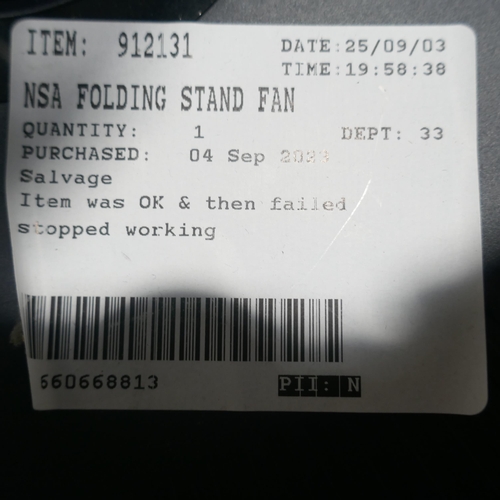 ITEM: 912131
DATE:25/09/03
TIME:19:58:38
NSA FOLDING STAND FAN
QUANTITY: 1 DEPT: 33
PURCHASED: 04 Sep
Salvage
Item was OK & then failed
stopped working
660668813 PII: N